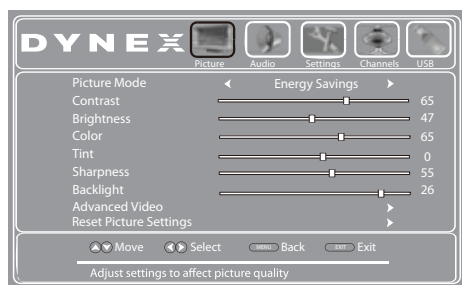 DYNEX
Picture Audio Settings Channels USB
Picture Mode Energy Savings
Contrast 65
Brightness 47
Color 65
Tint 0
Sharpness 55
Backlight 26
Advanced Video
Reset Picture Settings
Move Select MENU Back EXIT Exit
Adjust settings to affect picture quality